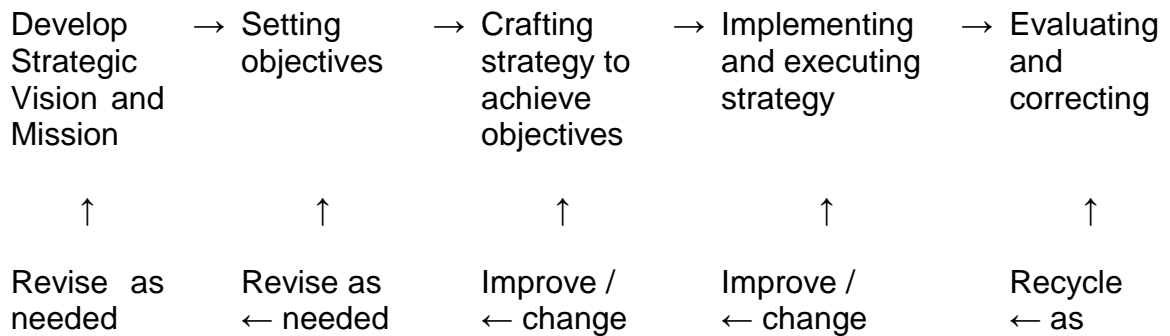 Develop → Setting → Crafting → Implementing → Evaluating
Strategic objectives strategy to and executing and
Vision and achieve strategy correcting
Mission objectives
↑ ↑ ↑ ↑ ↑
Revise as Revise as Improve / Improve / Recycle
needed ← needed ← change ← change ← as